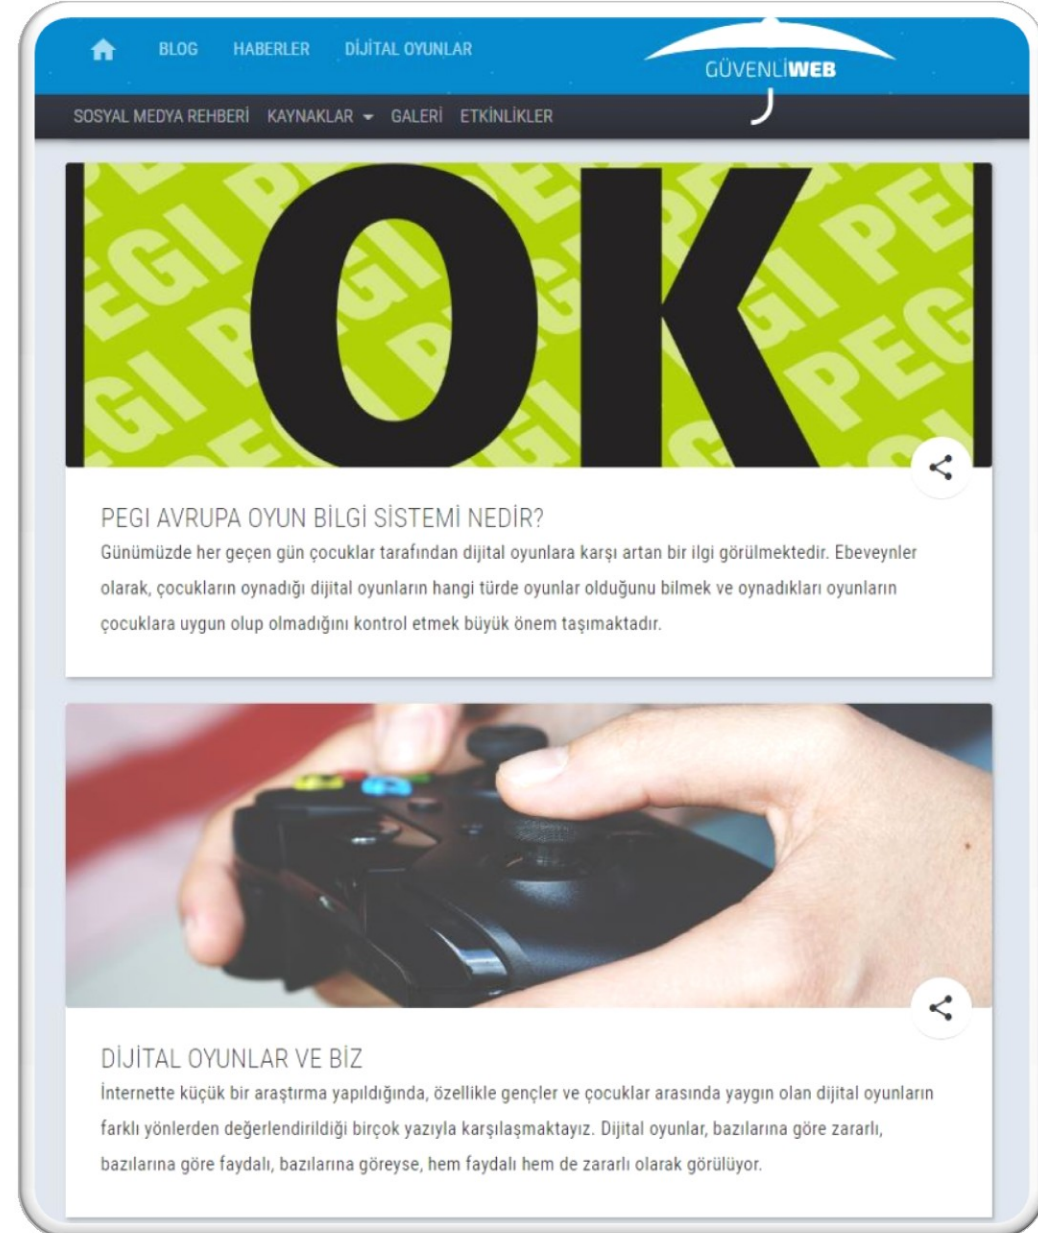 BLOG HABERLER DİJİTAL OYUNLAR
GÜVENLİWEB
SOSYAL MEDYA REHBERİ KAYNAKLAR GALERİ ETKİNLİKLER
PEGI PEGI PEGI
OK
PEGI AVRUPA OYUN BİLGİ SİSTEMİ NEDİR?
Günümüzde her geçen gün çocuklar tarafından dijital oyunlara karşı artan bir ilgi görülmektedir. Ebeveynler
olarak, çocukların oynadığı dijital oyunların hangi türde oyunlar olduğunu bilmek ve oynadıkları oyunların
çocuklara uygun olup olmadığını kontrol etmek büyük önem taşımaktadır.
DİJİTAL OYUNLAR VE BİZ
İnternette küçük bir araştırma yapıldığında, özellikle gençler ve çocuklar arasında yaygın olan dijital oyunların
farklı yönlerden değerlendirildiği birçok yazıyla karşılaşmaktayız. Dijital oyunlar, bazılarına göre zararlı,
bazılarına göre faydalı, bazılarına göreyse, hem faydalı hem de zararlı olarak görülüyor.